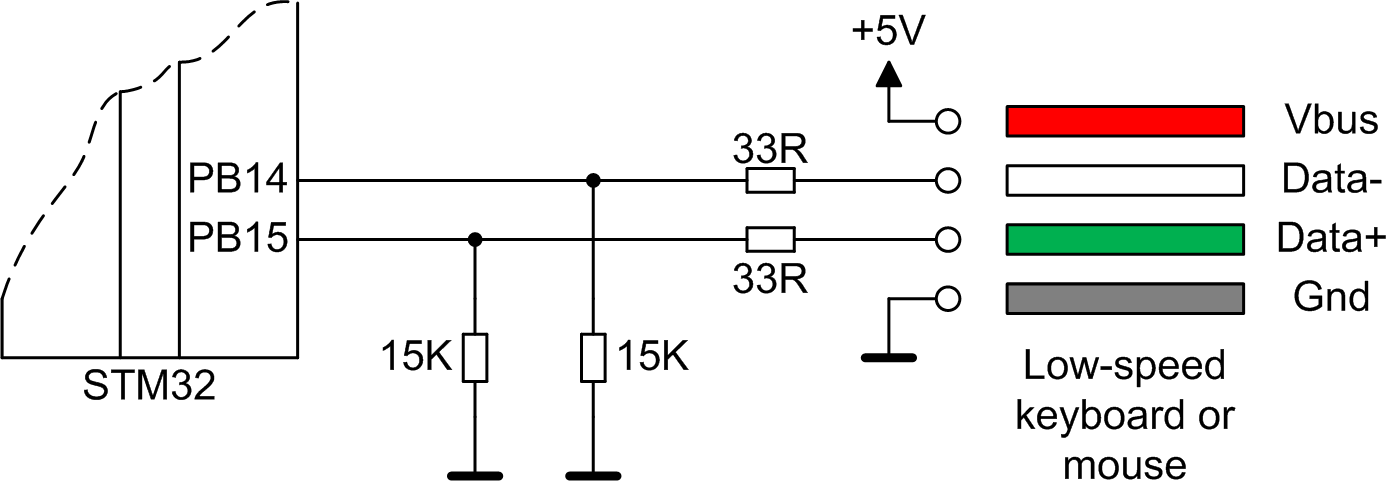 +5V
Vbus
33R
PB14
Data-
PB15
Data+
33R
Gnd
15K
15K
STM32
Low-speed
keyboard or
mouse